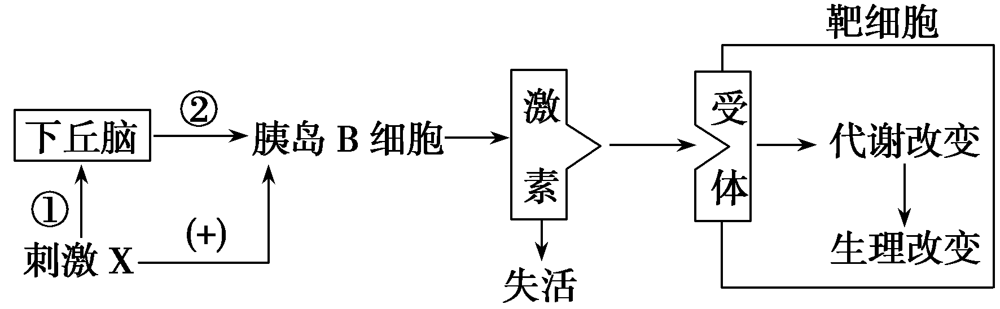 靶细胞
下丘脑
②
胰岛 B 细胞
激素
受体
代谢改变
生理改变
①
刺激 X
(+)
失活